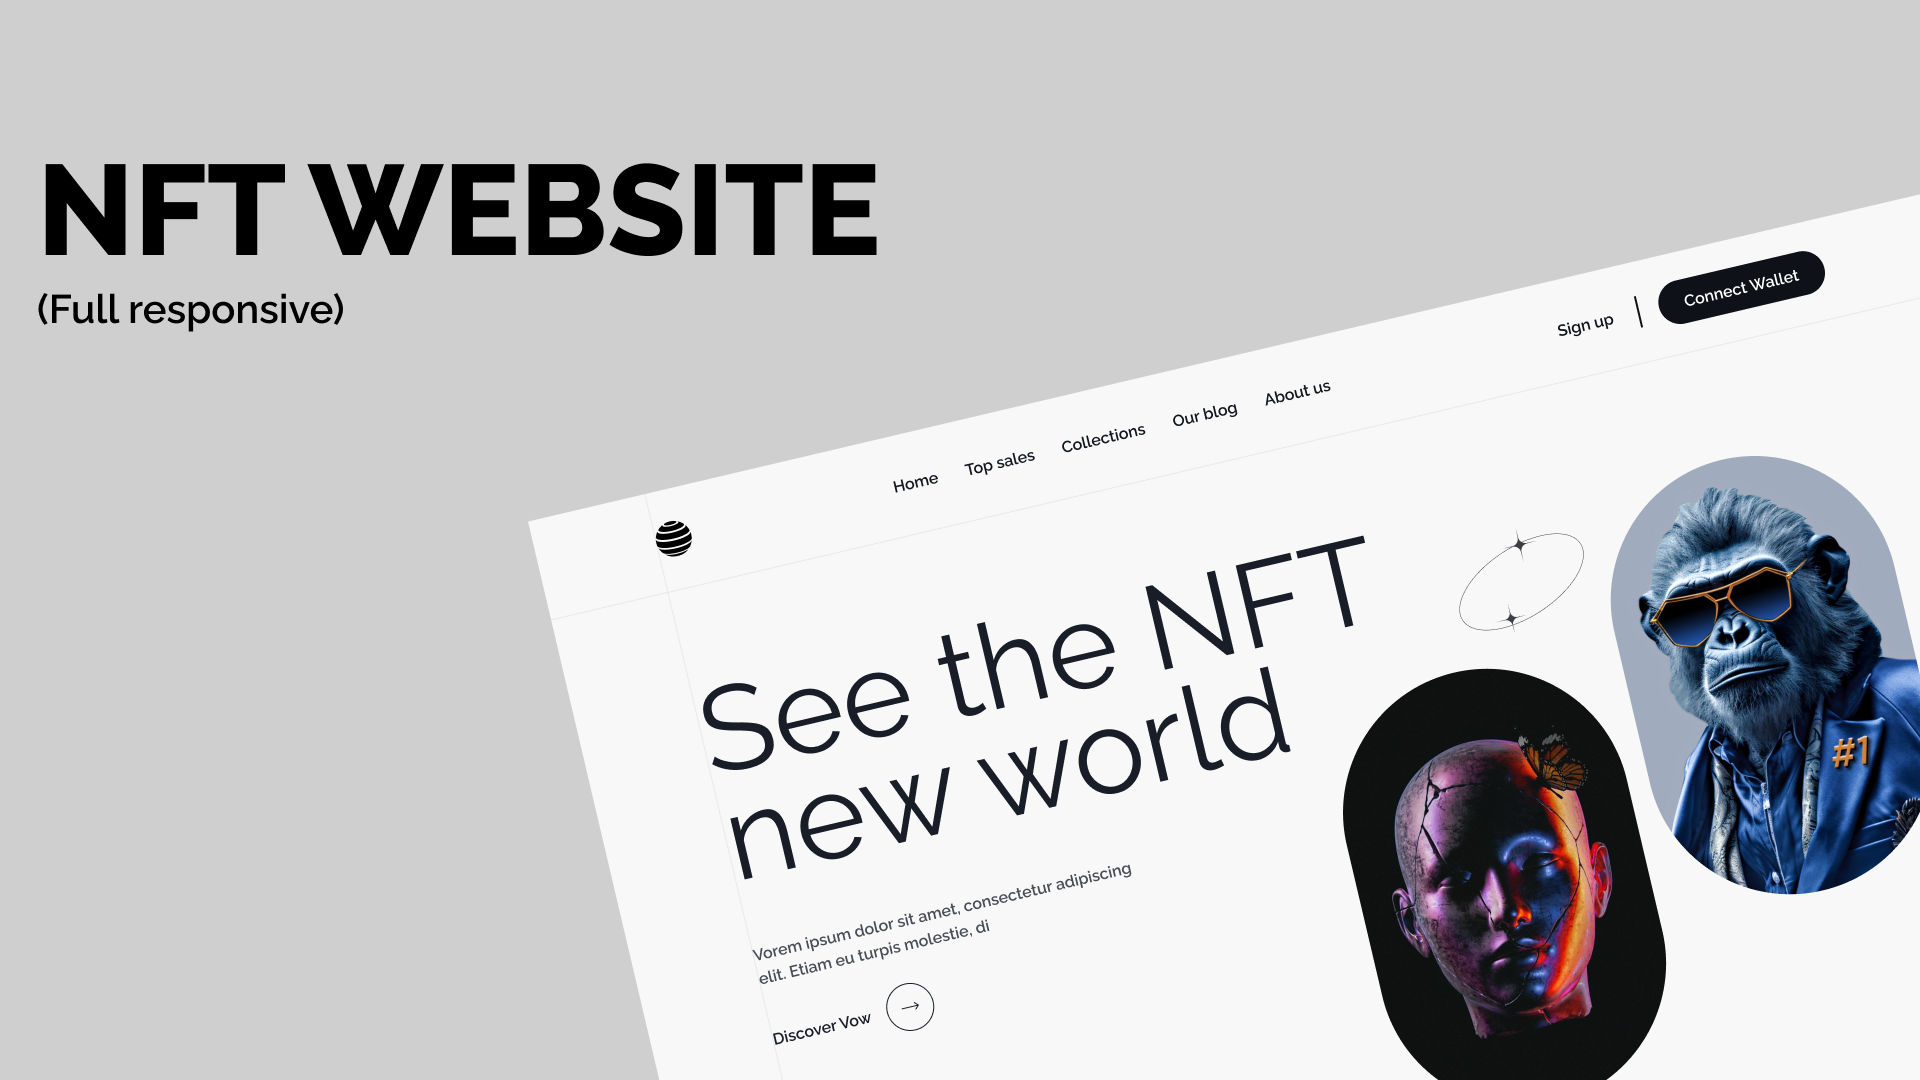 NFT WEBSITE
(Full responsive)
Home Top sales Collections Our blog About us
Sign up
Connect Wallet
See the NFT
new world
#1
Vorem ipsum dolor sit amet, consectetur adipiscing
elit. Etiam eu turpis molestie, di
Discover Vow